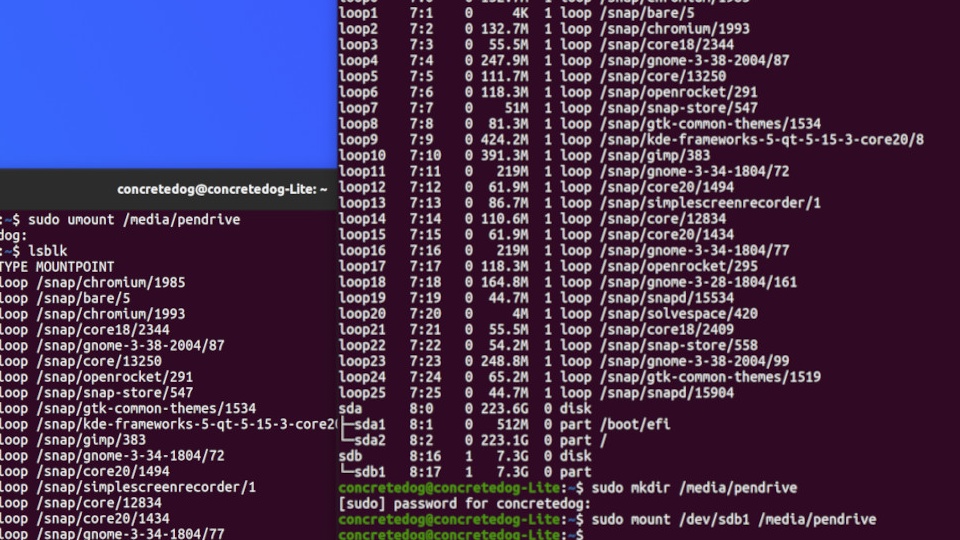 concretedog@concretedog-Lite: ~
:~$ sudo umount /media/pendrive
dog:
:~$ lsblk
TYPE MOUNTPOINT
loop /snap/chromium/1985
loop /snap/bare/5
loop /snap/chromium/1993
loop /snap/core18/2344
loop /snap/gnome-3-38-2004/87
loop /snap/core/13250
loop /snap/openrocket/291
loop /snap/snap-store/547
loop /snap/gtk-common-themes/1534
loop /snap/kde-frameworks-5-qt-5-15-3-core20
loop /snap/gimp/383
loop /snap/gnome-3-34-1804/72
loop /snap/core20/1494
loop /snap/simplescreenrecorder/1
loop /snap/core/12834
loop /snap/core20/1434
loop /snap/gnome-3-34-1804/77
loop1 7:1 0 4K 1 loop /snap/bare/5
loop2 7:2 0 132.7M 1 loop /snap/chromium/1993
loop3 7:3 0 55.5M 1 loop /snap/core18/2344
loop4 7:4 0 247.9M 1 loop /snap/gnome-3-38-2004/87
loop5 7:5 0 111.7M 1 loop /snap/core/13250
loop6 7:6 0 118.3M 1 loop /snap/openrocket/291
loop7 7:7 0 51M 1 loop /snap/snap-store/547
loop8 7:8 0 81.3M 1 loop /snap/gtk-common-themes/1534
loop9 7:9 0 424.2M 1 loop /snap/kde-frameworks-5-qt-5-15-3-core20/8
loop10 7:10 0 391.3M 1 loop /snap/gimp/383
loop11 7:11 0 219M 1 loop /snap/gnome-3-34-1804/72
loop12 7:12 0 61.9M 1 loop /snap/core20/1494
loop13 7:13 0 86.7M 1 loop /snap/simplescreenrecorder/1
loop14 7:14 0 110.6M 1 loop /snap/core/12834
loop15 7:15 0 61.9M 1 loop /snap/core20/1434
loop16 7:16 0 219M 1 loop /snap/gnome-3-34-1804/77
loop17 7:17 0 118.3M 1 loop /snap/openrocket/295
loop18 7:18 0 164.8M 1 loop /snap/gnome-3-28-1804/161
loop19 7:19 0 44.7M 1 loop /snap/snapd/15534
loop20 7:20 0 4M 1 loop /snap/solvespace/420
loop21 7:21 0 55.5M 1 loop /snap/core18/2409
loop22 7:22 0 54.2M 1 loop /snap/snap-store/558
loop23 7:23 0 248.8M 1 loop /snap/gnome-3-38-2004/99
loop24 7:24 0 65.2M 1 loop /snap/gtk-common-themes/1519
loop25 7:25 0 44.7M 1 loop /snap/snapd/15904
sda 8:0 0 223.6G 0 disk
├─sda1 8:1 0 512M 0 part /boot/efi
└─sda2 8:2 0 223.1G 0 part /
sdb 8:16 1 7.3G 0 disk
└─sdb1 8:17 1 7.3G 0 part
concretedog@concretedog-Lite:~$ sudo mkdir /media/pendrive
[sudo] password for concretedog:
concretedog@concretedog-Lite:~$ sudo mount /dev/sdb1 /media/pendrive
concretedog@concretedog-Lite:~$